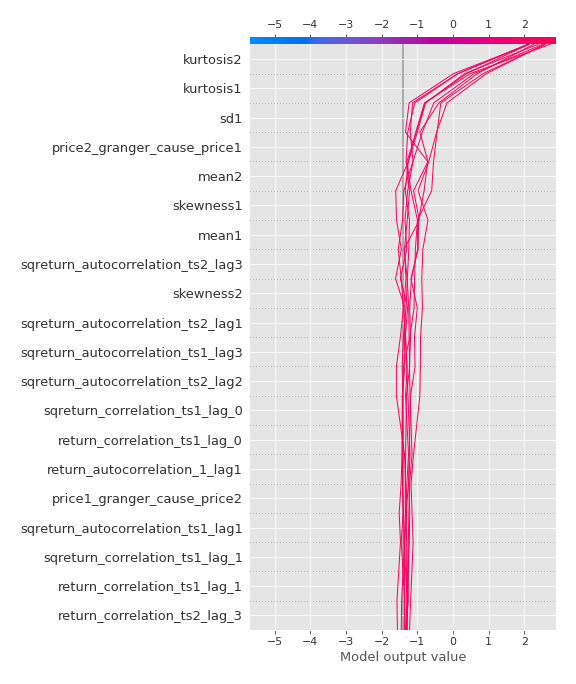 −5 −4 −3 −2 −1 0 1 2
kurtosis2
kurtosis1
sd1
price2_granger_cause_price1
mean2
skewness1
mean1
sqreturn_autocorrelation_ts2_lag3
skewness2
sqreturn_autocorrelation_ts2_lag1
sqreturn_autocorrelation_ts1_lag3
sqreturn_autocorrelation_ts2_lag2
sqreturn_correlation_ts1_lag_0
return_correlation_ts1_lag_0
return_autocorrelation_1_lag1
price1_granger_cause_price2
sqreturn_autocorrelation_ts1_lag1
sqreturn_correlation_ts1_lag_1
return_correlation_ts1_lag_1
return_correlation_ts2_lag_3
−5 −4 −3 −2 −1 0 1 2
Model output value